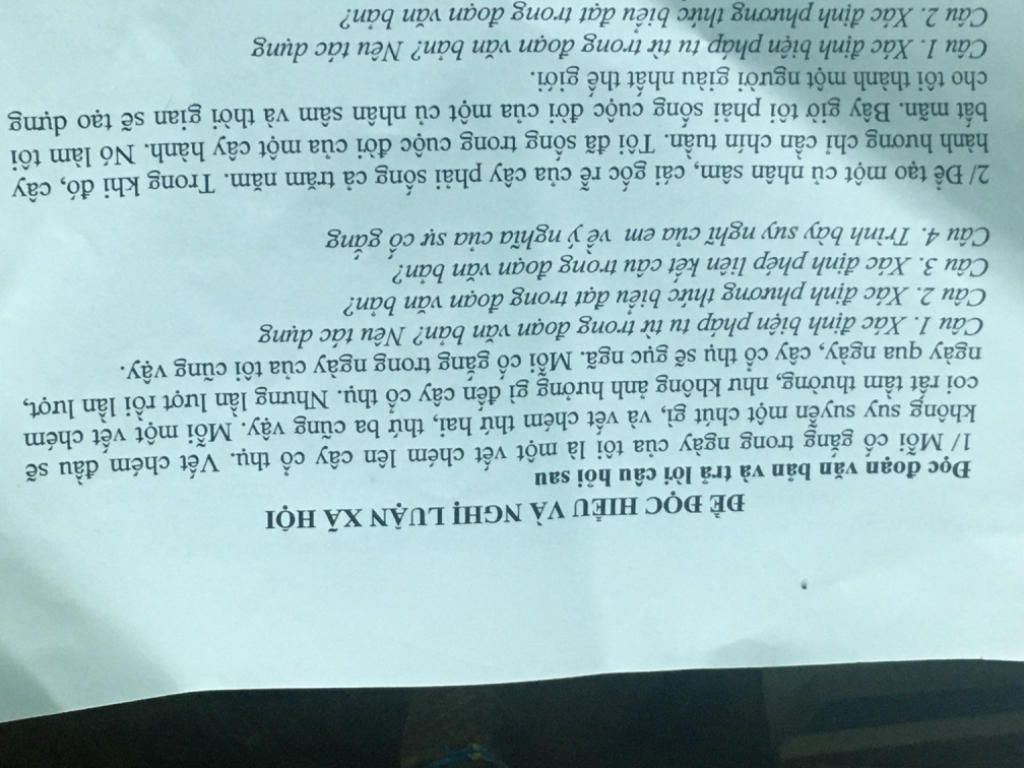 ĐỀ ĐỌC HIỂU VÀ NGHỊ LUẬN XÃ HỘI
Đọc đoạn văn bản và trả lời câu hỏi sau
1/ Mỗi cố gắng trong ngày của tôi là một vết chém lên cây cổ thụ. Vết chém đầu sẽ
không suy suyễn một chút gì, và vết chém thứ hai, thứ ba cũng vậy. Mỗi một vết chém
coi rất tầm thường, như không ảnh hưởng gì đến cây cổ thụ. Nhưng lần lượt rồi lần lượt,
ngày qua ngày, cây cổ thụ sẽ gục ngã. Mỗi cố gắng trong ngày của tôi cũng vậy.
Câu 1. Xác định biện pháp tu từ trong đoạn văn bản? Nêu tác dụng
Câu 2. Xác định phương thức biểu đạt trong đoạn văn bản?
Câu 3. Xác định phép liên kết câu trong đoạn văn bản?
Câu 4. Trình bày suy nghĩ của em về ý nghĩa của sự cố gắng
2/ Để tạo một củ nhân sâm, cái gốc rễ của cây phải sống cả trăm năm. Trong khi đó, cây
hành hương chỉ cần chín tuần. Tôi đã sống trong cuộc đời của một cây hành. Nó làm tôi
bất mãn. Bây giờ tôi phải sống cuộc đời của một củ nhân sâm và thời gian sẽ tạo dựng
cho tôi thành một người giàu nhất thế giới.
Câu 1. Xác định biện pháp tu từ trong đoạn văn bản? Nêu tác dụng
Câu 2. Xác định phương thức biểu đạt trong đoạn văn bản?